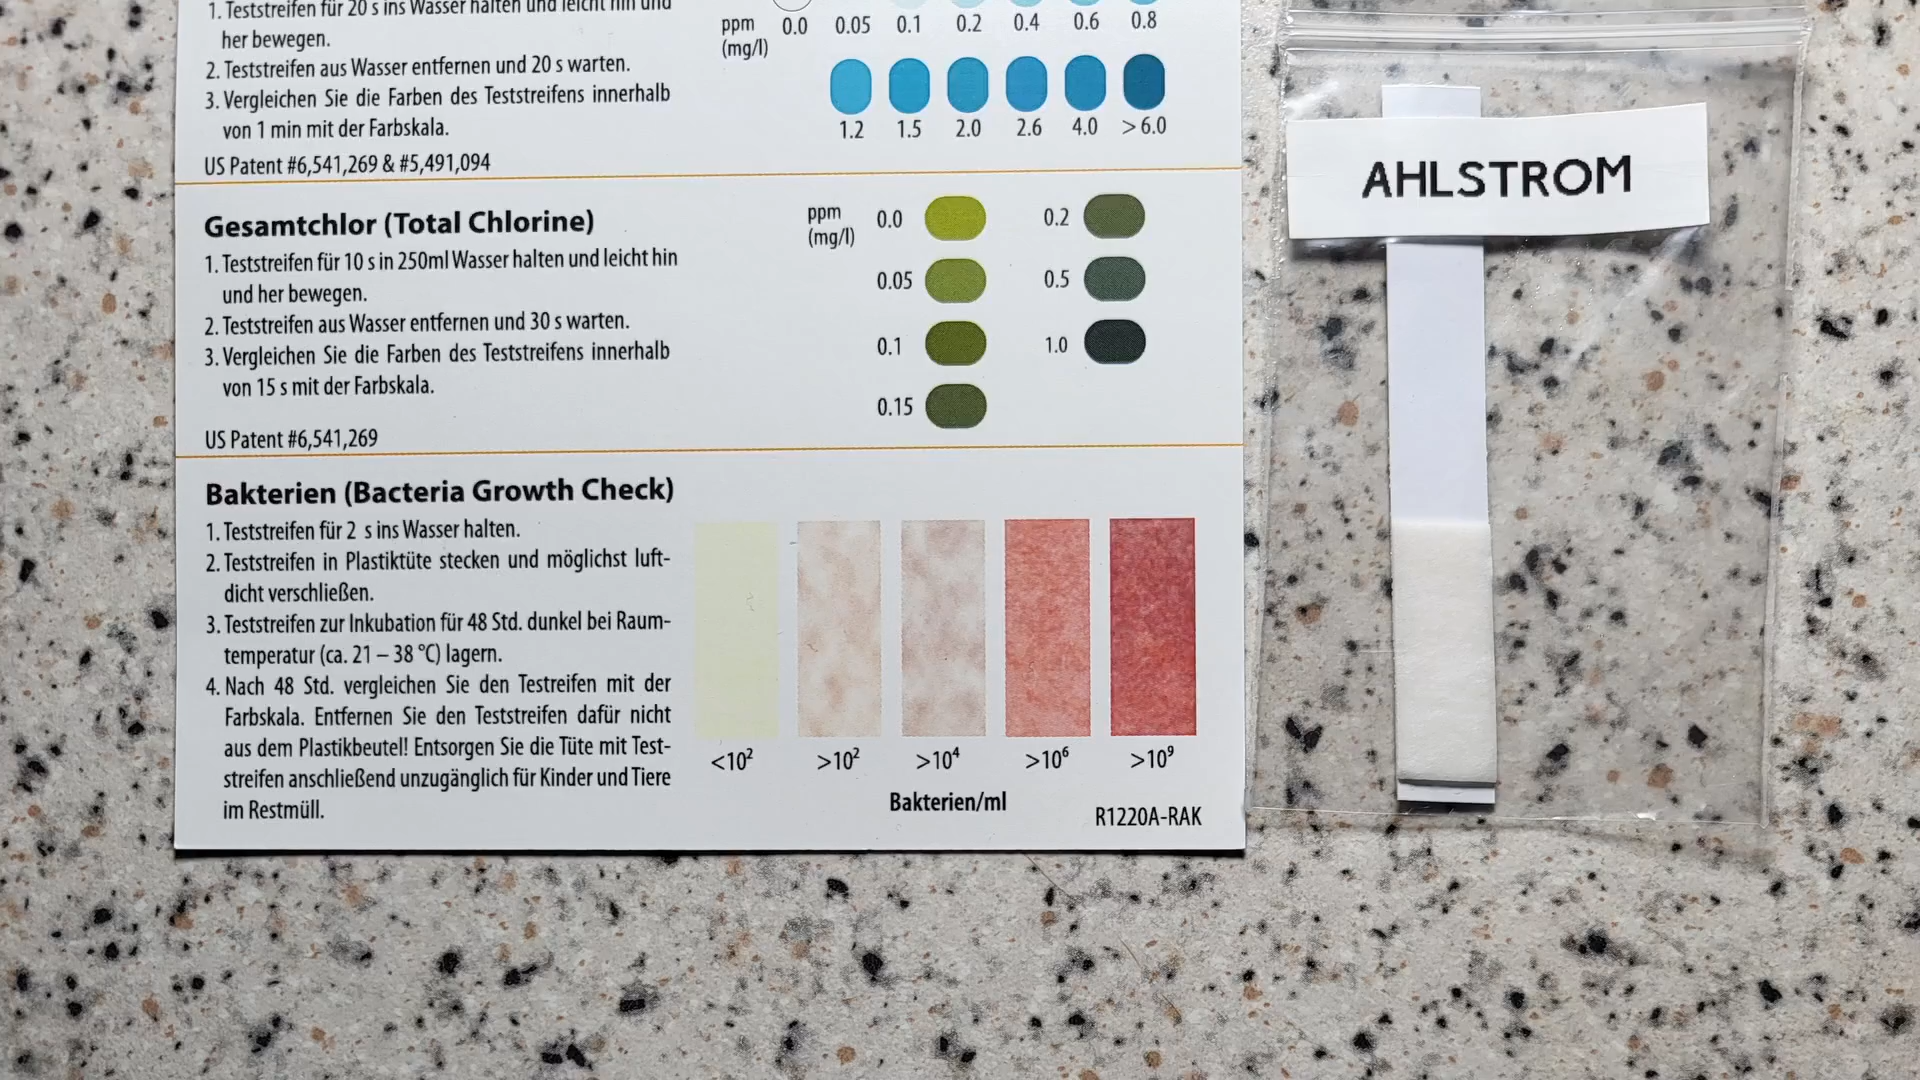 1. Teststreifen für 20 s ins Wasser halten und leicht hin und
her bewegen.
2. Teststreifen aus Wasser entfernen und 20 s warten.
3. Vergleichen Sie die Farben des Teststreifens innerhalb
von 1 min mit der Farbskala.
US Patent #6,541,269 & #5,491,094
ppm
(mg/l)
0.0 0.05 0.1 0.2 0.4 0.6 0.8
1.2 1.5 2.0 2.6 4.0 > 6.0
Gesamtchlor (Total Chlorine)
1. Teststreifen für 10 s in 250ml Wasser halten und leicht hin
und her bewegen.
2. Teststreifen aus Wasser entfernen und 30 s warten.
3. Vergleichen Sie die Farben des Teststreifens innerhalb
von 15 s mit der Farbskala.
US Patent #6,541,269
ppm
(mg/l)
0.0 0.2
0.05 0.5
0.1 1.0
0.15
Bakterien (Bacteria Growth Check)
1. Teststreifen für 2 s ins Wasser halten.
2. Teststreifen in Plastiktüte stecken und möglichst luft-
dicht verschließen.
3. Teststreifen zur Inkubation für 48 Std. dunkel bei Raum-
temperatur (ca. 21 – 38 °C) lagern.
4. Nach 48 Std. vergleichen Sie den Testreifen mit der
Farbskala. Entfernen Sie den Teststreifen dafür nicht
aus dem Plastikbeutel! Entsorgen Sie die Tüte mit Test-
streifen anschließend unzugänglich für Kinder und Tiere
im Restmüll.
<10² >10² >10⁴ >10⁶ >10⁹
Bakterien/ml
R1220A-RAK
AHLSTROM